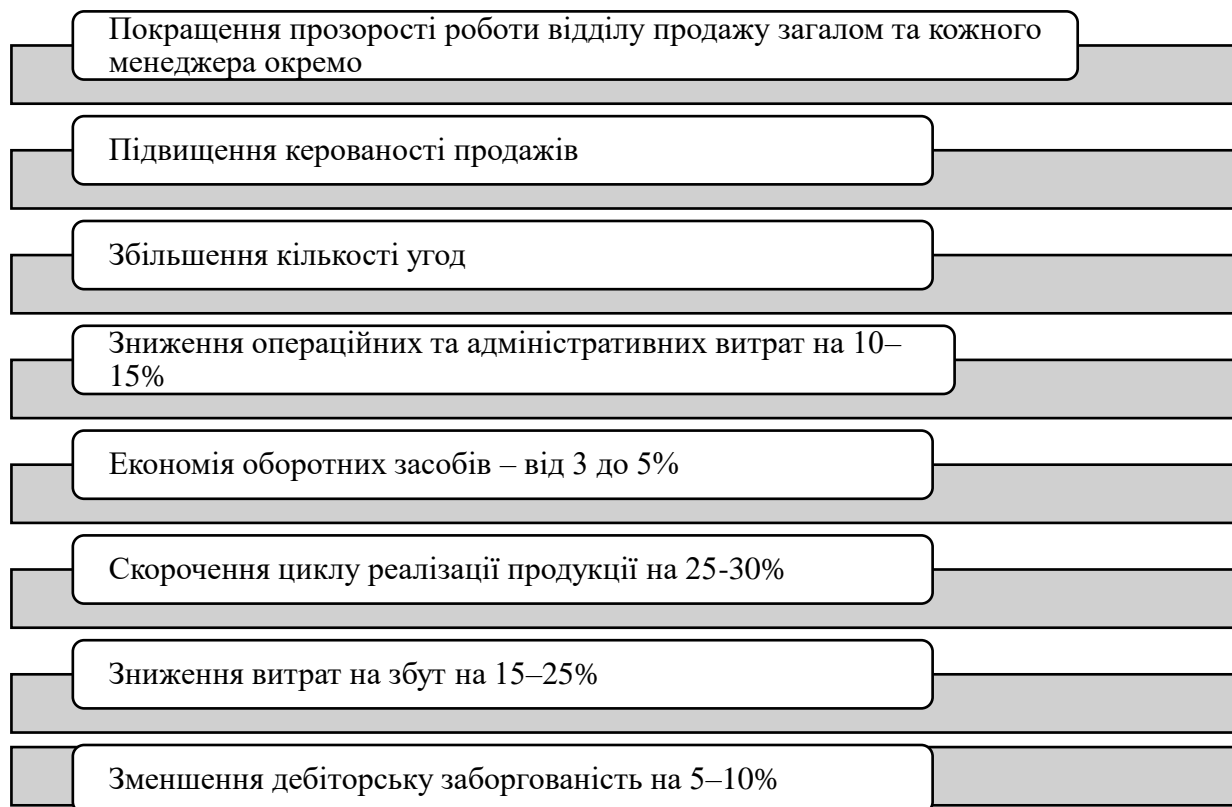 Покращення прозорості роботи відділу продажу загалом та кожного
менеджера окремо
Підвищення керованості продажів
Збільшення кількості угод
Зниження операційних та адміністративних витрат на 10–
15%
Економія оборотних засобів – від 3 до 5%
Скорочення циклу реалізації продукції на 25-30%
Зниження витрат на збут на 15–25%
Зменшення дебіторську заборгованість на 5–10%